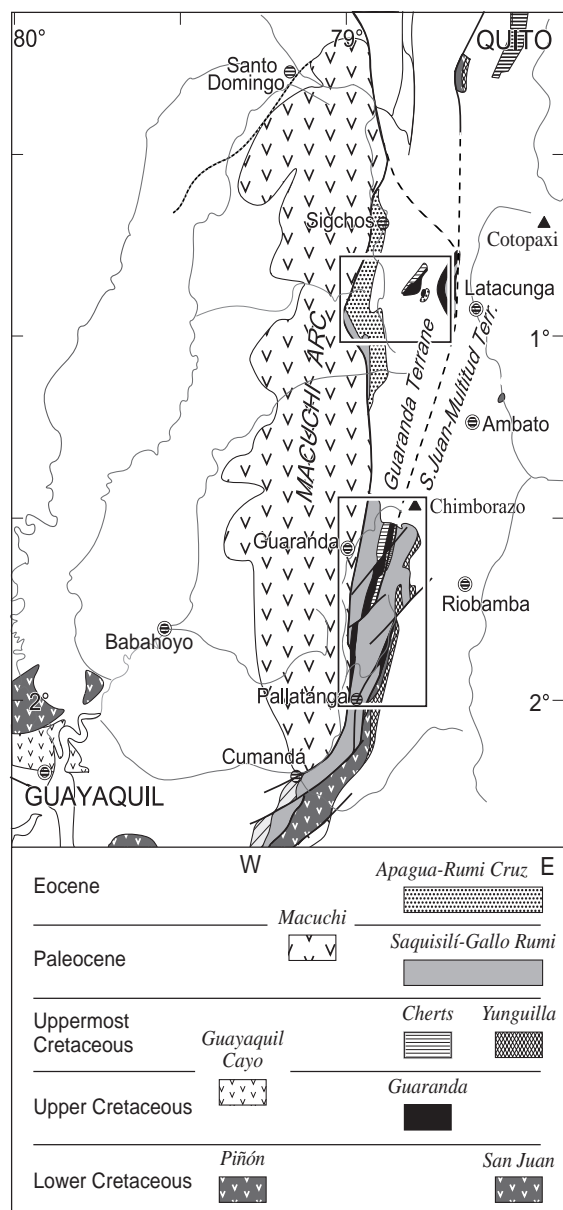 80°
79°
QUITO
Santo
Domingo
Sigchos
Cotopaxi
Latacunga
1°
1°
MACUCHI ARC
Guaranda Terrane
S.Juan-Multitud Terr.
Ambato
Chimborazo
Guaranda
Riobamba
Babahoyo
Pallatanga
2°
2°
Cumandá
GUAYAQUIL
W
E
Eocene
Apagua-Rumi Cruz
Macuchi
Paleocene
Saquisilí-Gallo Rumi
Uppermost
Cretaceous
Guayaquil
Cayo
Cherts
Yunguilla
Upper Cretaceous
Guaranda
Lower Cretaceous
Piñón
San Juan